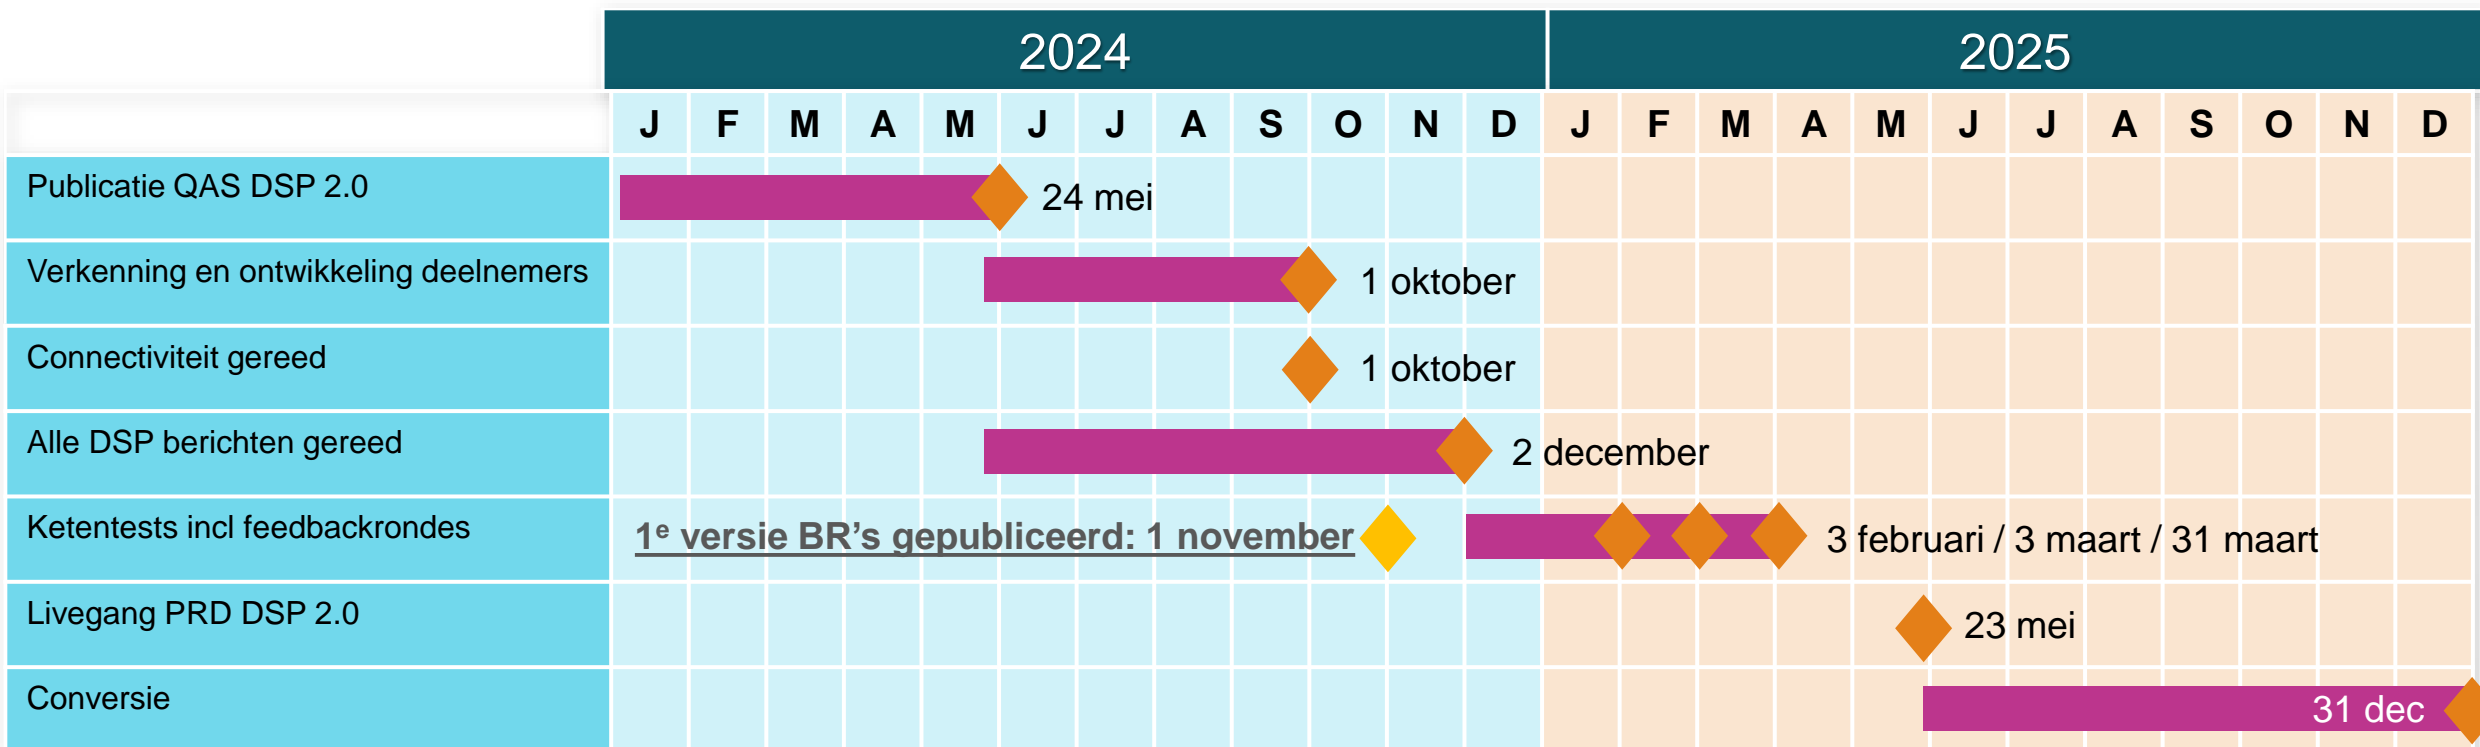 2024 2025
J F M A M J J A S O N D J F M A M J J A S O N D
Publicatie QAS DSP 2.0 24 mei
Verkenning en ontwikkeling deelnemers 1 oktober
Connectiviteit gereed 1 oktober
Alle DSP berichten gereed 2 december
Ketentests incl feedbackrondes 1e versie BR’s gepubliceerd: 1 november 3 februari / 3 maart / 31 maart
Livegang PRD DSP 2.0 23 mei
Conversie 31 dec